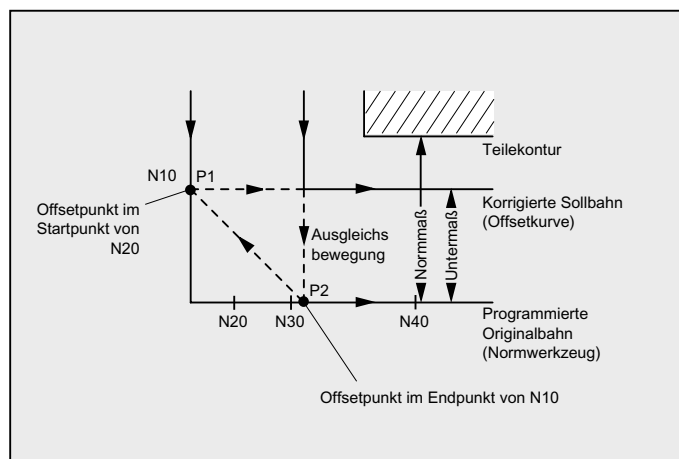 Teilekontur
N10
P1
Offsetpunkt im
Startpunkt von
N20
Korrigierte Sollbahn
(Offsetkurve)
Ausgleichs
bewegung
Normmaß
Untermaß
P2
N20
N30
N40
Programmierte
Originalbahn
(Normwerkzeug)
Offsetpunkt im Endpunkt von N10